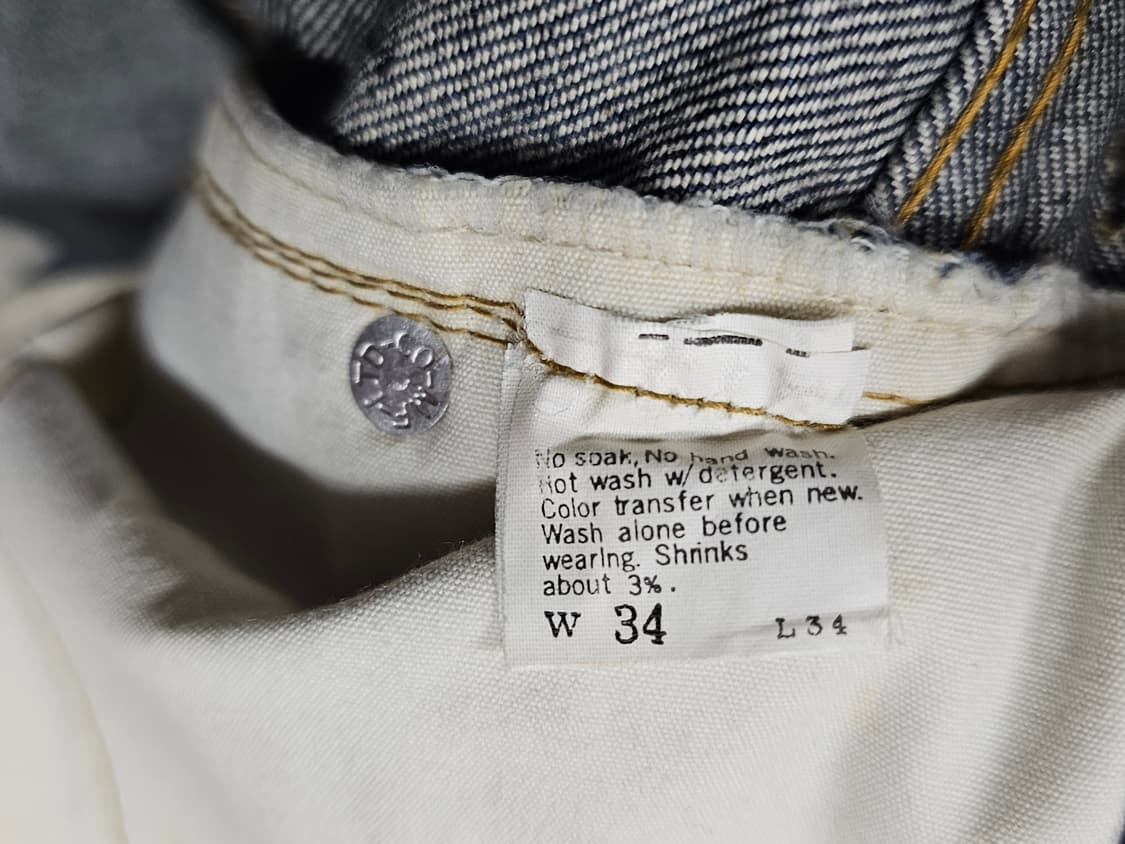 No soak, No hand wash.
Hot wash w/detergent.
Color transfer when new.
Wash alone before
wearing. Shrinks
about 3%.
W 34 L34